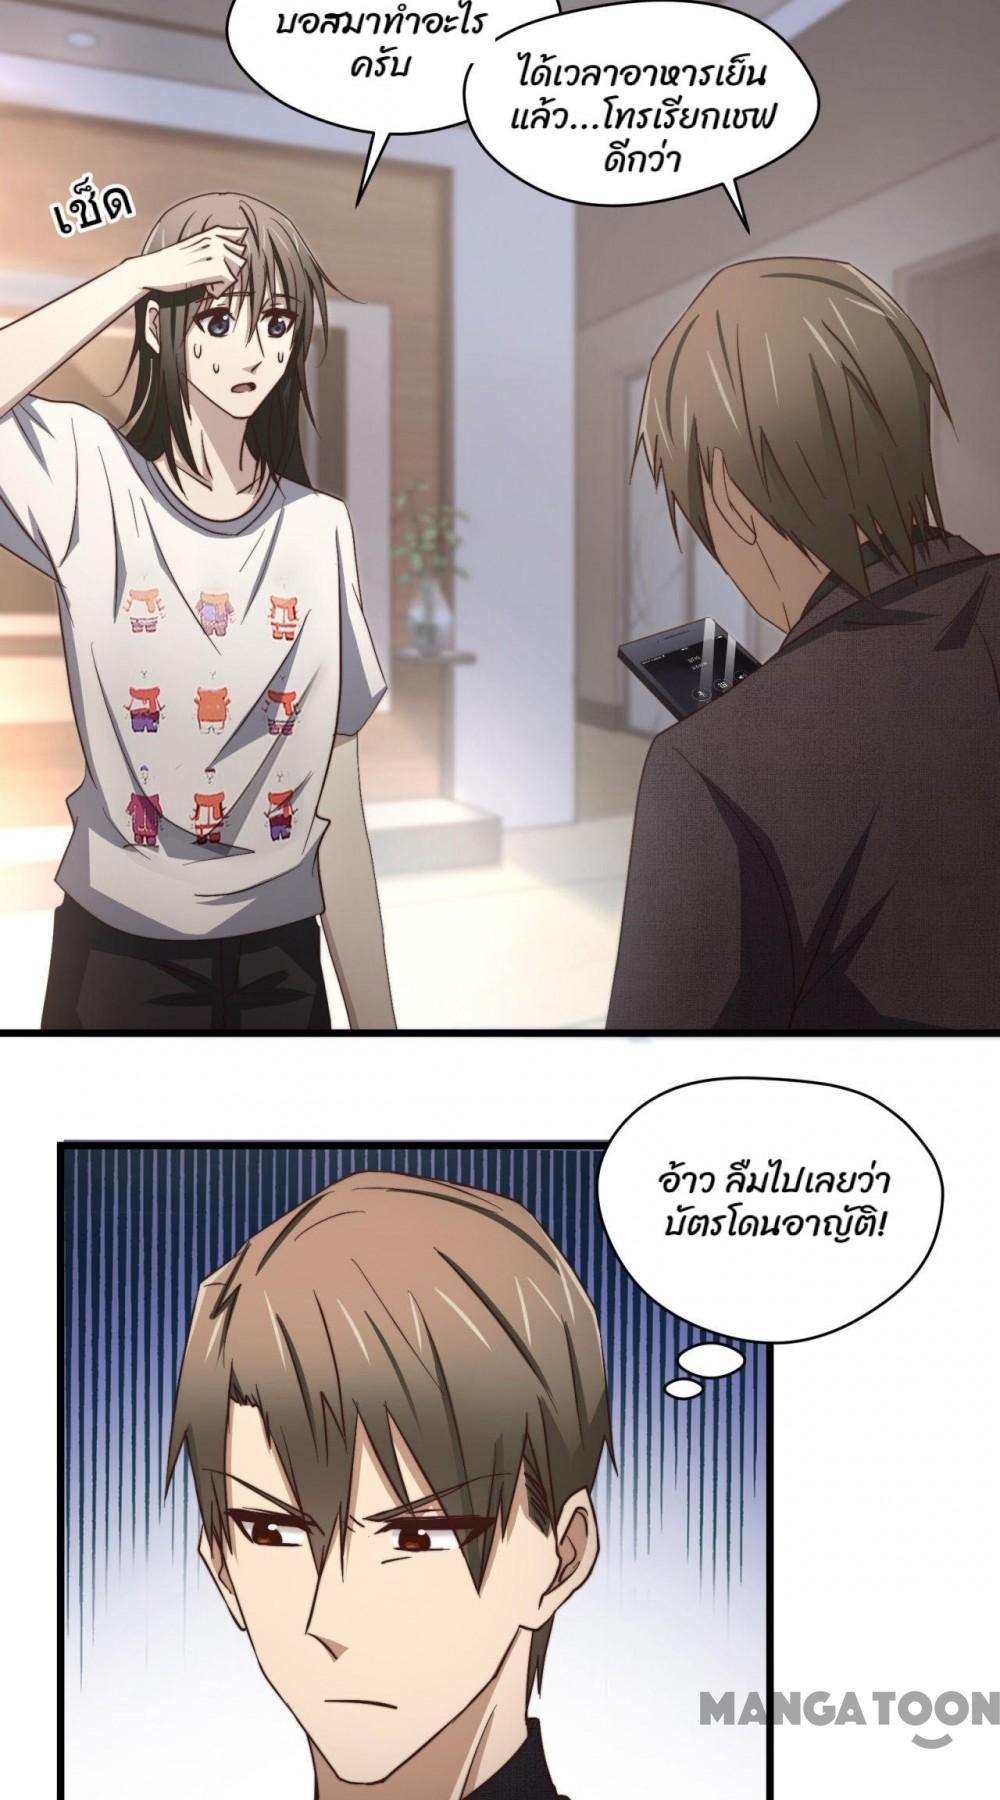 บอสมาทำอะไร
ครับ
ได้เวลาอาหารเย็น
แล้ว...โทรเรียกเชฟ
ดีกว่า
เช็ด
อ้าว ลืมไปเลยว่า
บัตรโดนอาญัติ!
MANGATOON